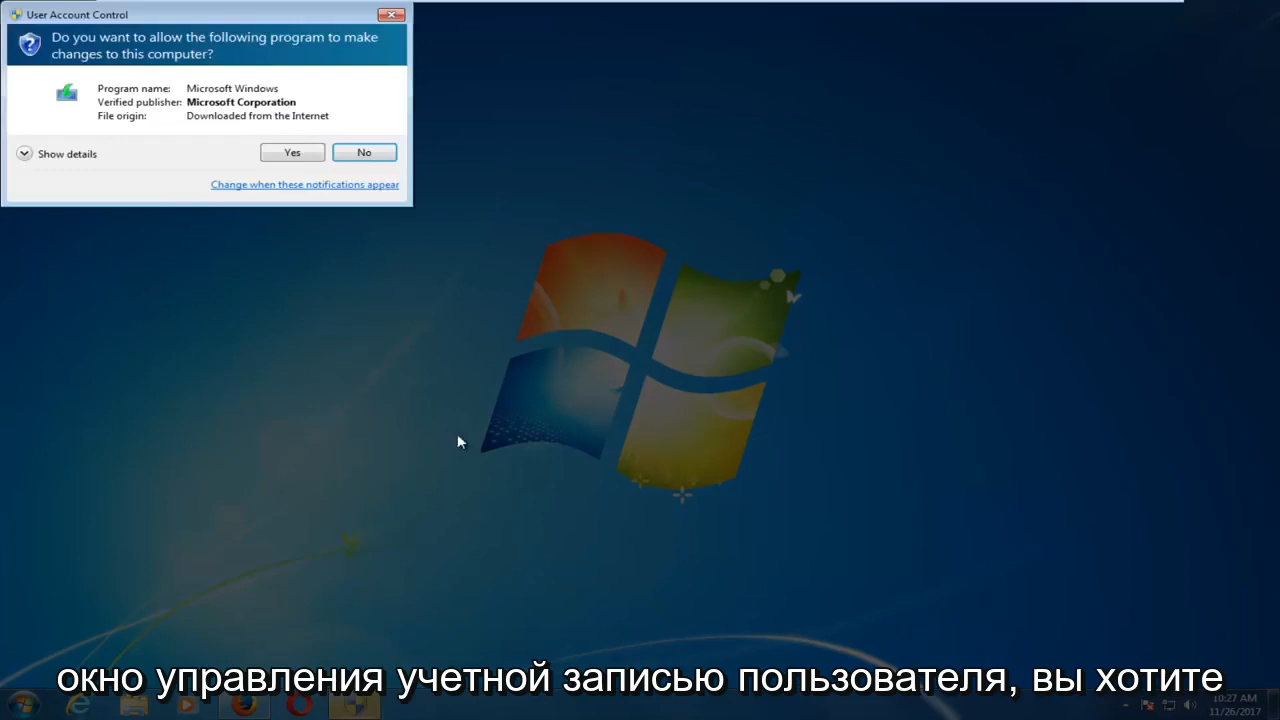 User Account Control
Do you want to allow the following program to make
changes to this computer?
Program name: Microsoft Windows
Verified publisher: Microsoft Corporation
File origin: Downloaded from the Internet
Show details
Yes
No
Change when these notifications appear
окно управления учетной записью пользователя, вы хотите
10:27 AM
11/26/2017